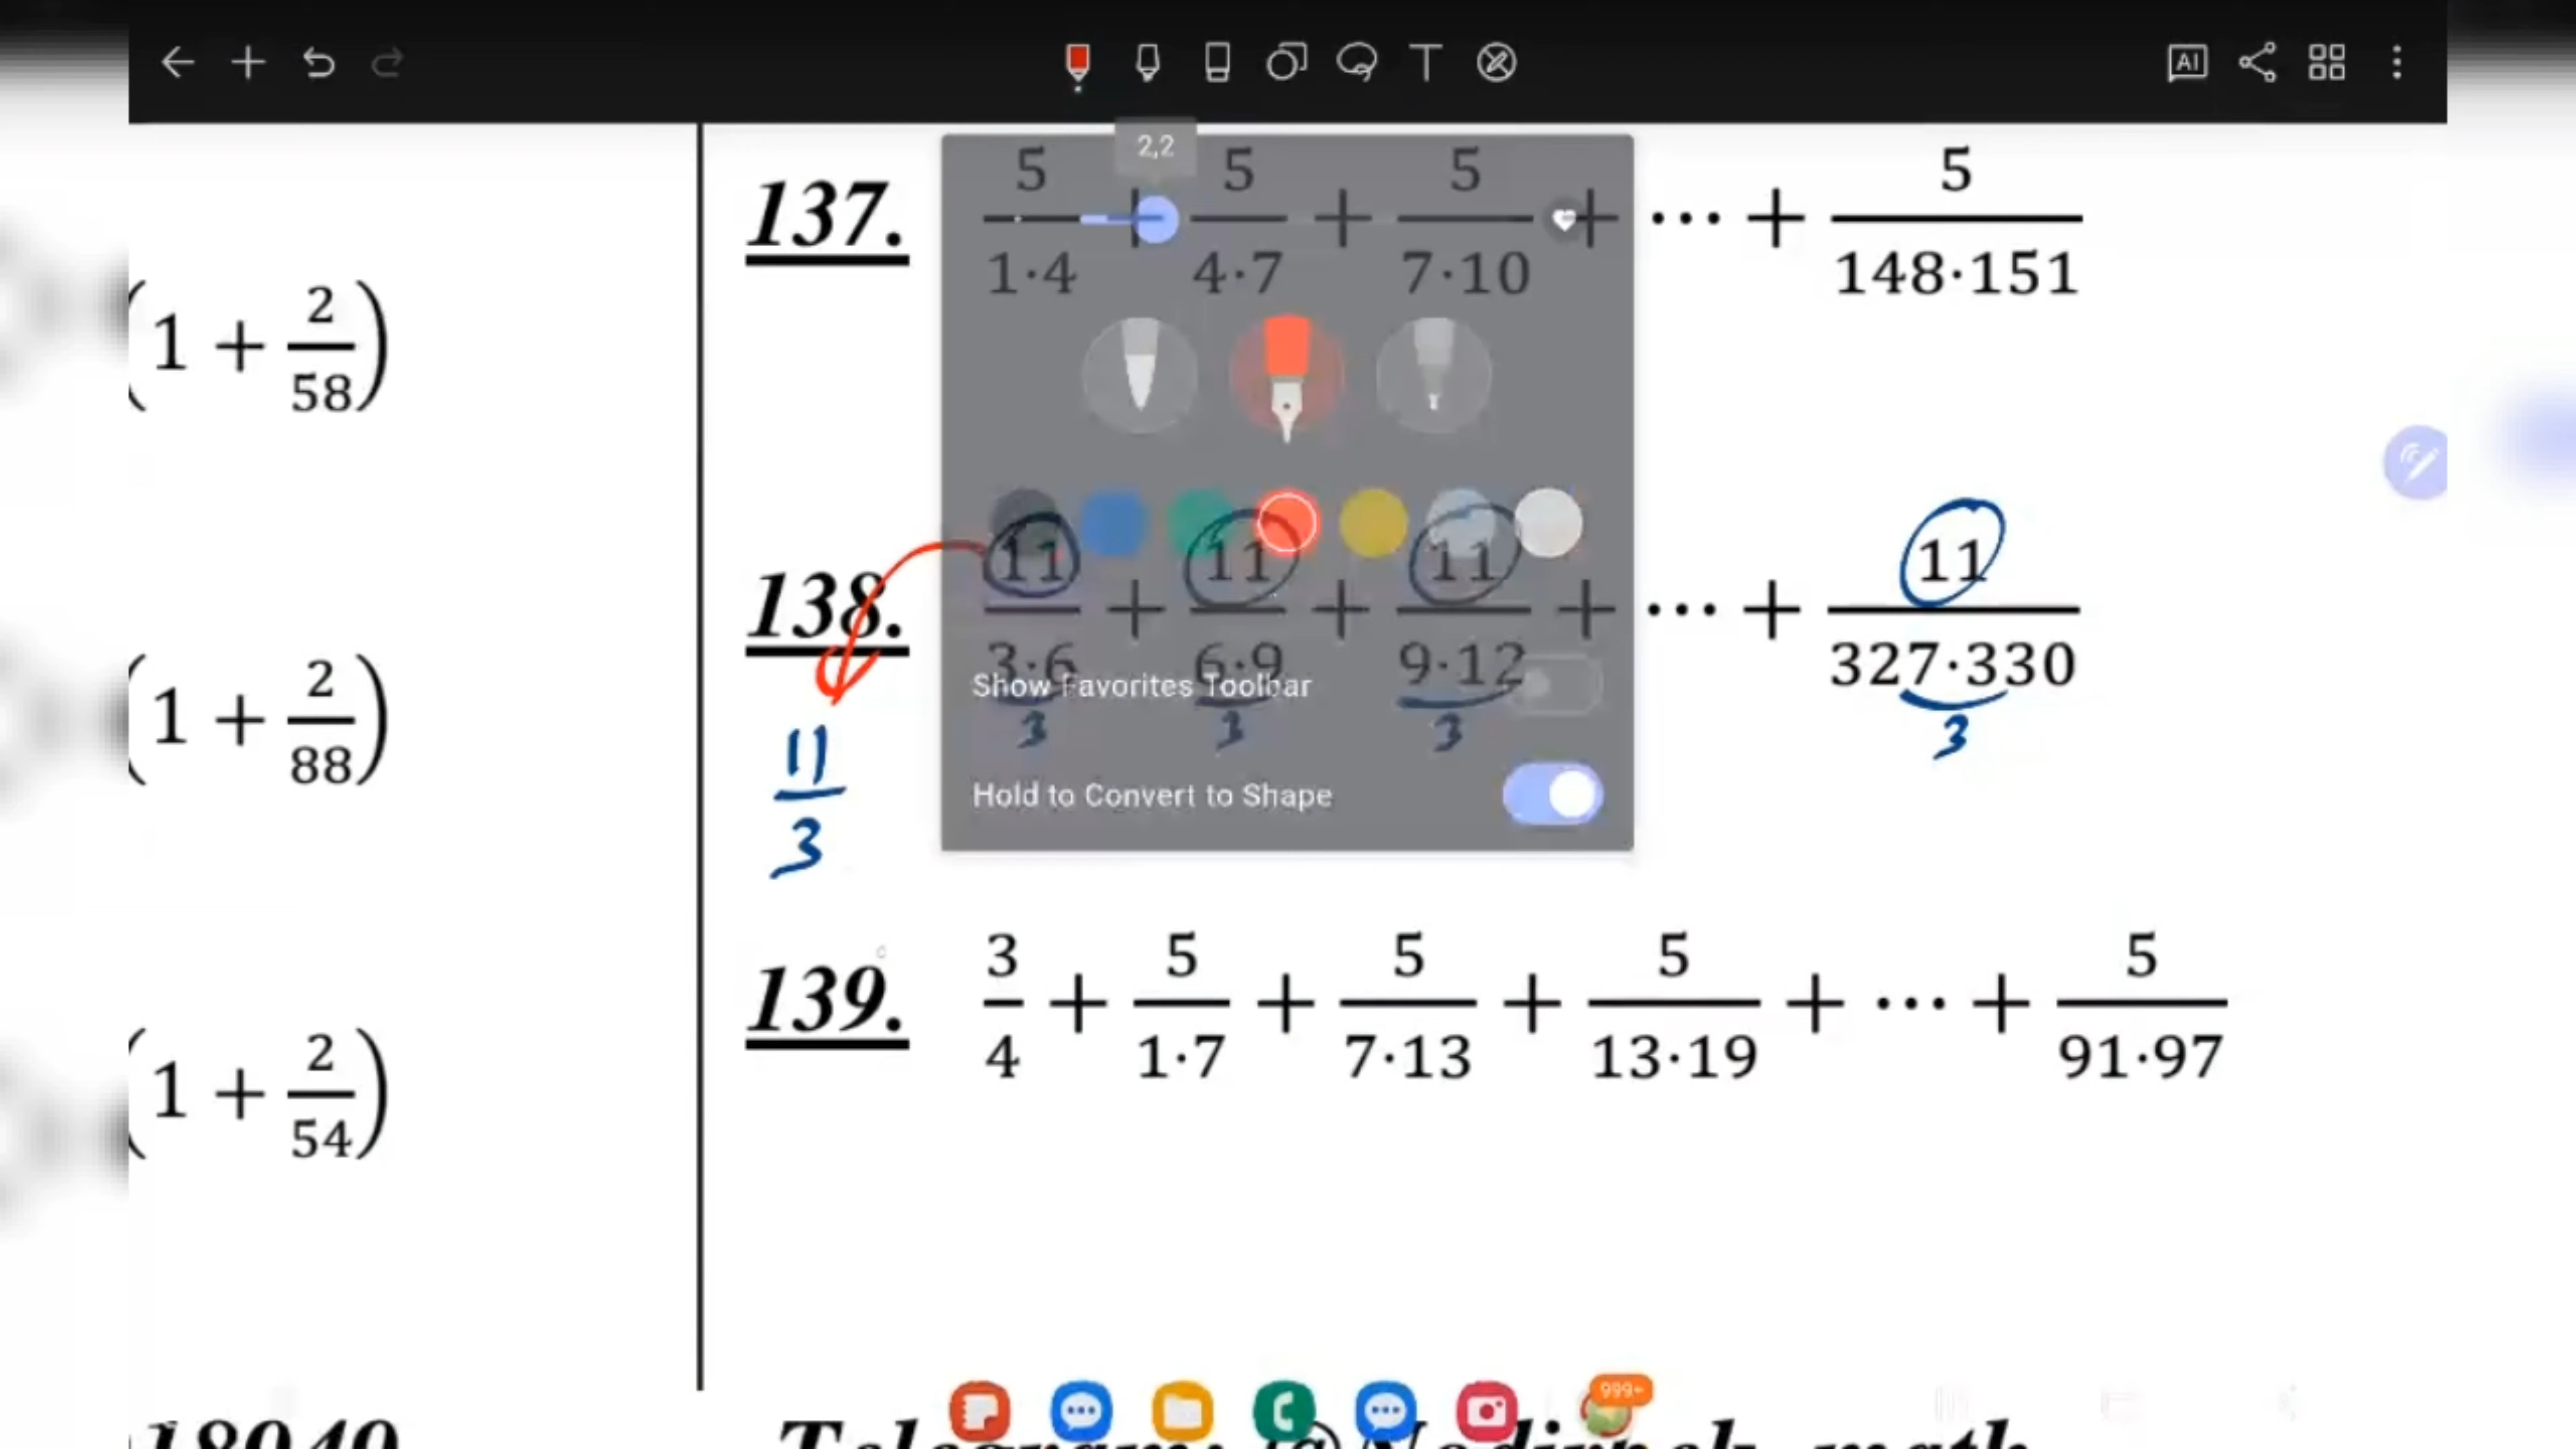 AI
2,2
137. 5/1·4 + 5/4·7 + 5/7·10 + ⋯ + 5/148·151
(1 + 2/58)
138. 11/3·6 + 11/6·9 + 11/9·12 + ⋯ + 11/327·330
3 3 3 3
(1 + 2/88)
Show Favorites Toolbar
11/3
Hold to Convert to Shape
139. 3/4 + 5/1·7 + 5/7·13 + 5/13·19 + ⋯ + 5/91·97
(1 + 2/54)
999+